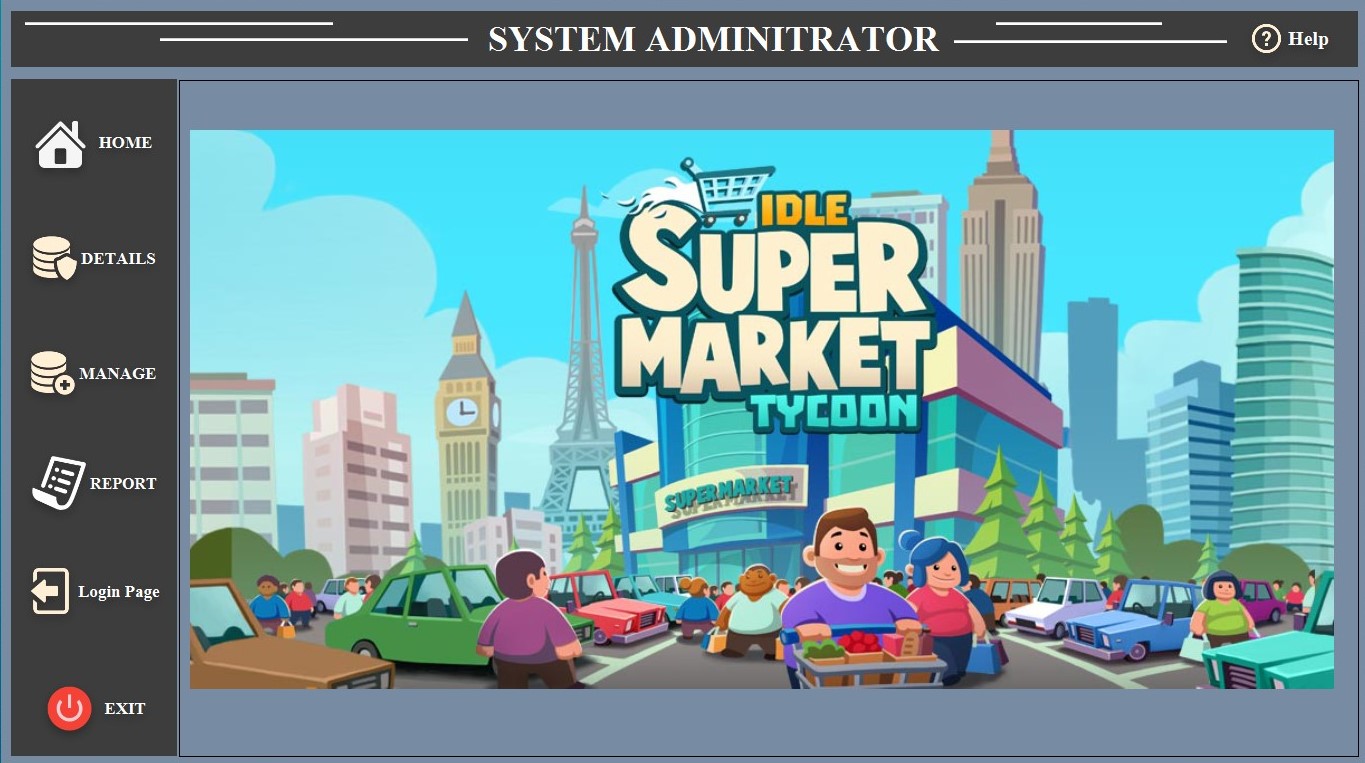 SYSTEM ADMINITRATOR
? Help
HOME
DETAILS
MANAGE
REPORT
Login Page
EXIT
IDLE
SUPER
MARKET
TYCOON
SUPERMARKET